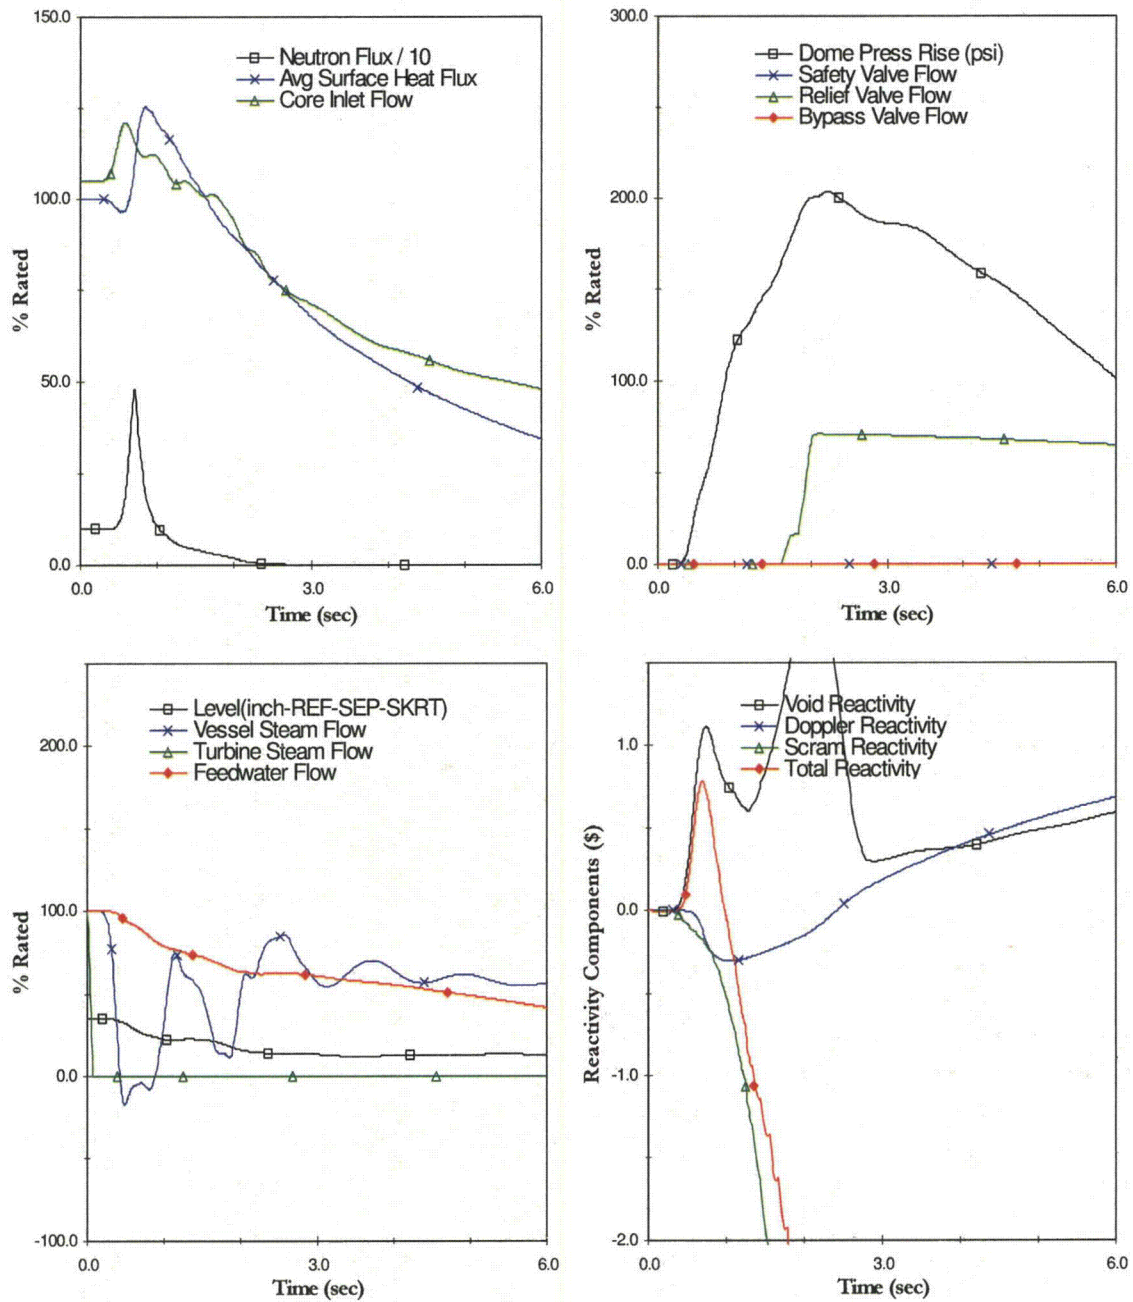 150.0
Neutron Flux / 10
Avg Surface Heat Flux
Core Inlet Flow
100.0
% Rated
50.0
0.0
0.0
3.0
6.0
Time (sec)
300.0
Dome Press Rise (psi)
Safety Valve Flow
Relief Valve Flow
Bypass Valve Flow
200.0
% Rated
100.0
0.0
0.0
3.0
6.0
Time (sec)
Level(inch-REF-SEP-SKRT)
Vessel Steam Flow
Turbine Steam Flow
Feedwater Flow
200.0
100.0
% Rated
0.0
-100.0
0.0
3.0
6.0
Time (sec)
Void Reactivity
Doppler Reactivity
Scram Reactivity
Total Reactivity
1.0
0.0
Reactivity Components ($)
-1.0
-2.0
0.0
3.0
6.0
Time (sec)